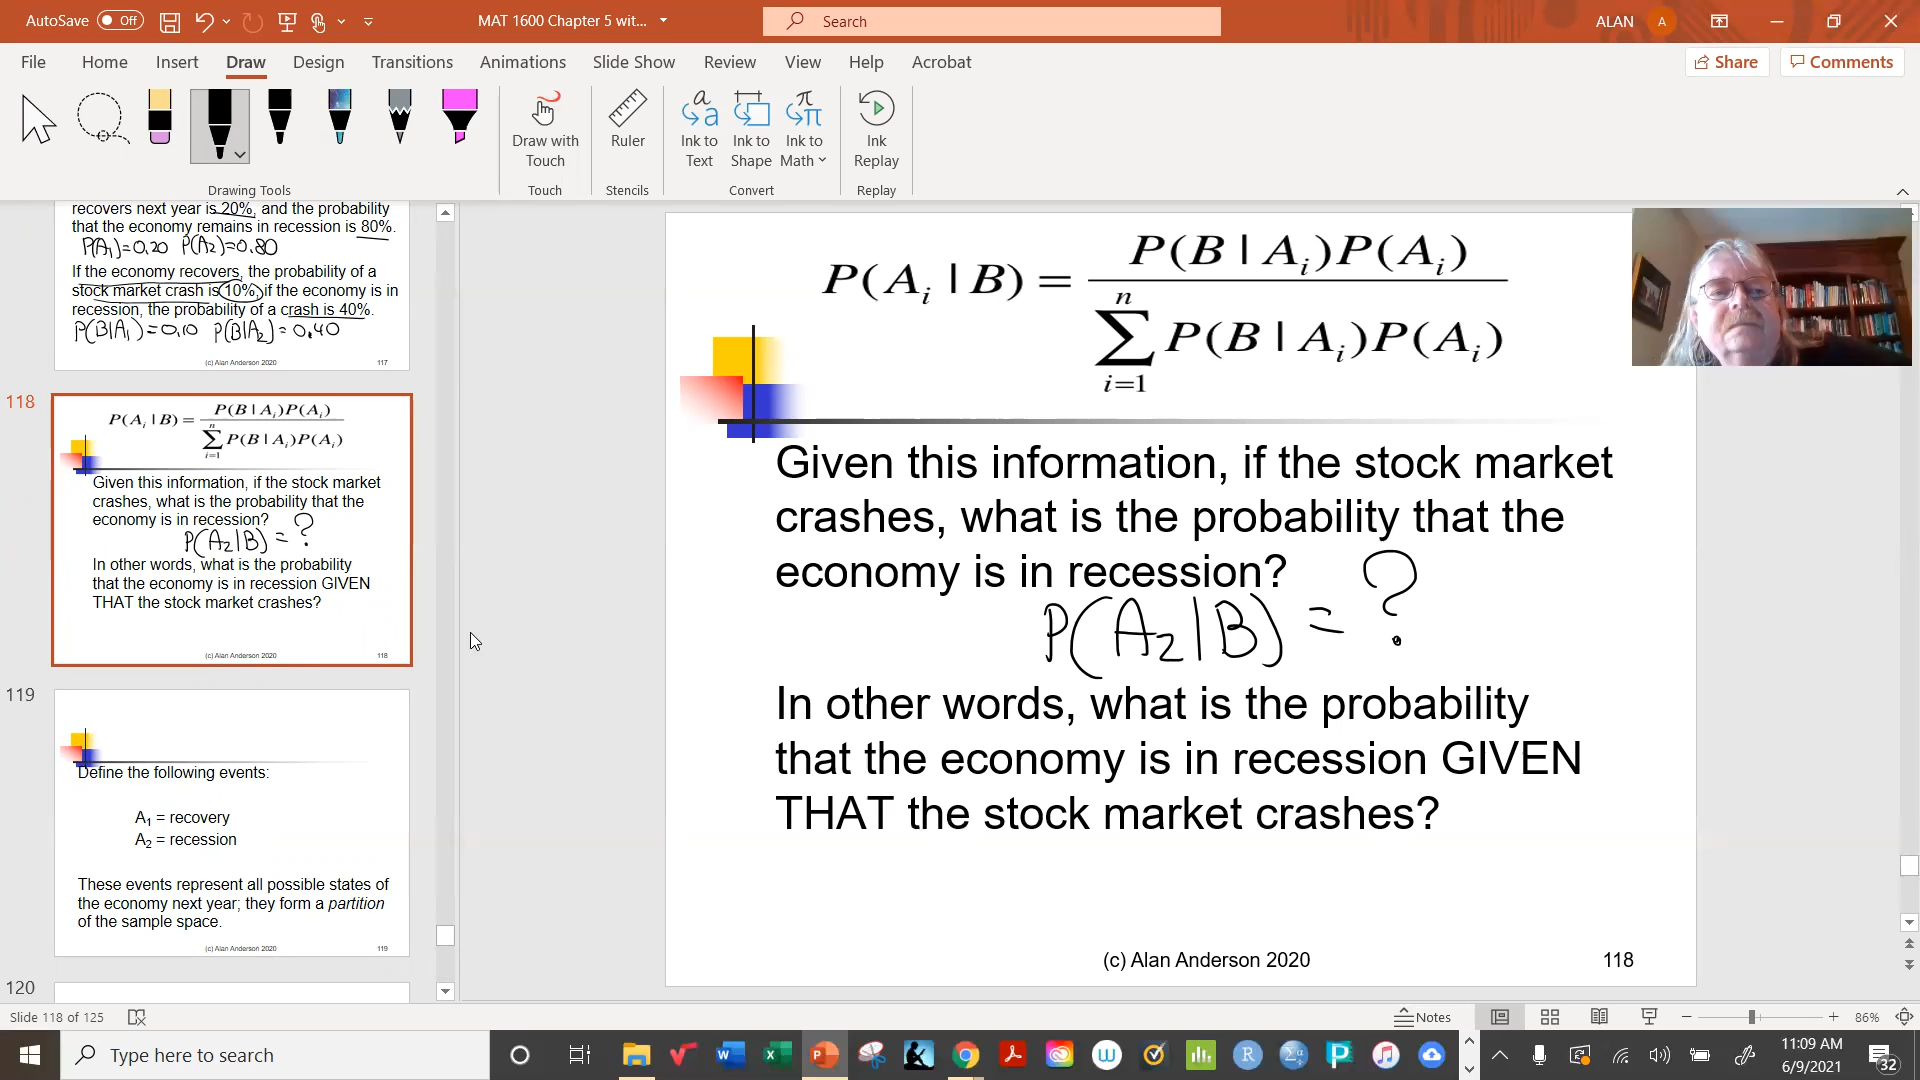 AutoSave Off MAT 1600 Chapter 5 wit... Search ALAN A
File Home Insert Draw Design Transitions Animations Slide Show Review View Help Acrobat Share Comments
Draw with Touch
Ruler
Ink to Text
Ink to Shape
Ink to Math
Ink Replay
Drawing Tools Touch Stencils Convert Replay
recovers next year is 20%, and the probability
that the economy remains in recession is 80%.
P(A₁)=0.20 P(A₂)=0.80
If the economy recovers, the probability of a
stock market crash is 10%; if the economy is in
recession, the probability of a crash is 40%.
P(B|A₁)=0.10 P(B|A₂)=0.40
(c) Alan Anderson 2020 117
118
P(Aᵢ | B) = P(B | Aᵢ)P(Aᵢ) / ∑ⁿᵢ₌₁ P(B | Aᵢ)P(Aᵢ)
Given this information, if the stock market
crashes, what is the probability that the
economy is in recession?
P(A₂|B) = ?
In other words, what is the probability
that the economy is in recession GIVEN
THAT the stock market crashes?
(c) Alan Anderson 2020 118
119
Define the following events:
A₁ = recovery
A₂ = recession
These events represent all possible states of
the economy next year; they form a partition
of the sample space.
(c) Alan Anderson 2020 119
120
P(Aᵢ | B) = P(B | Aᵢ)P(Aᵢ) / ∑ⁿᵢ₌₁ P(B | Aᵢ)P(Aᵢ)
Given this information, if the stock market
crashes, what is the probability that the
economy is in recession?
P(A₂|B) = ?
In other words, what is the probability
that the economy is in recession GIVEN
THAT the stock market crashes?
(c) Alan Anderson 2020 118
Slide 118 of 125 Notes 86%
Type here to search
11:09 AM
6/9/2021
32